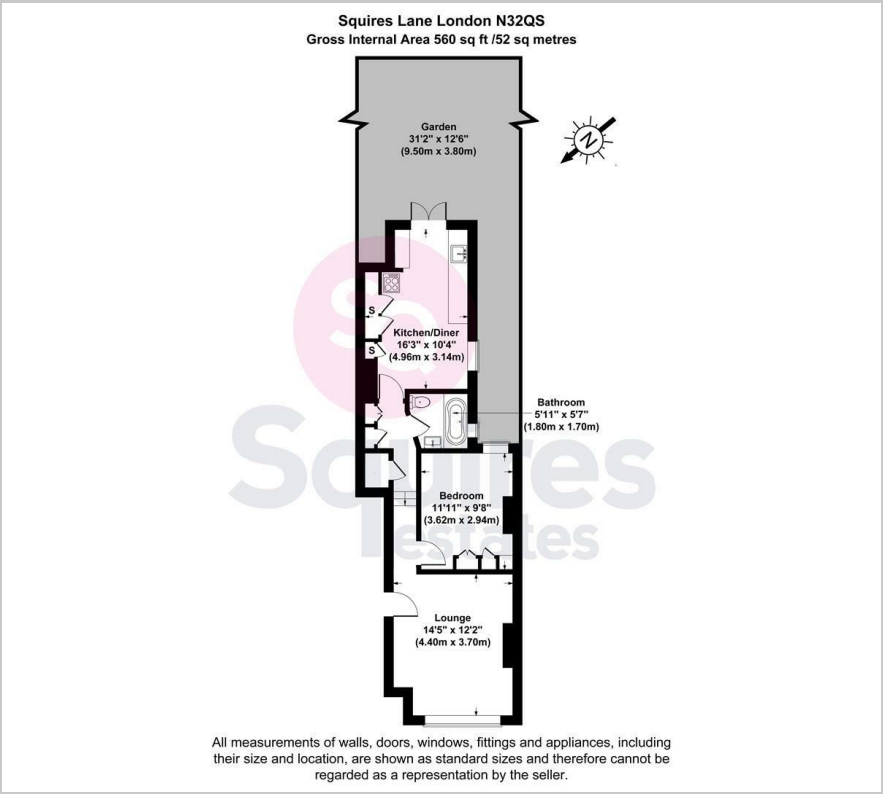 Squires Lane London N32QS
Gross Internal Area 560 sq ft /52 sq metres
Garden
31'2" x 12'6"
(9.50m x 3.80m)
N
SQ
S
Kitchen/Diner
16'3" x 10'4"
(4.96m x 3.14m)
S
Bathroom
5'11" x 5'7"
(1.80m x 1.70m)
Squires
estates
Bedroom
11'11" x 9'8"
(3.62m x 2.94m)
Lounge
14'5" x 12'2"
(4.40m x 3.70m)
All measurements of walls, doors, windows, fittings and appliances, including
their size and location, are shown as standard sizes and therefore cannot be
regarded as a representation by the seller.